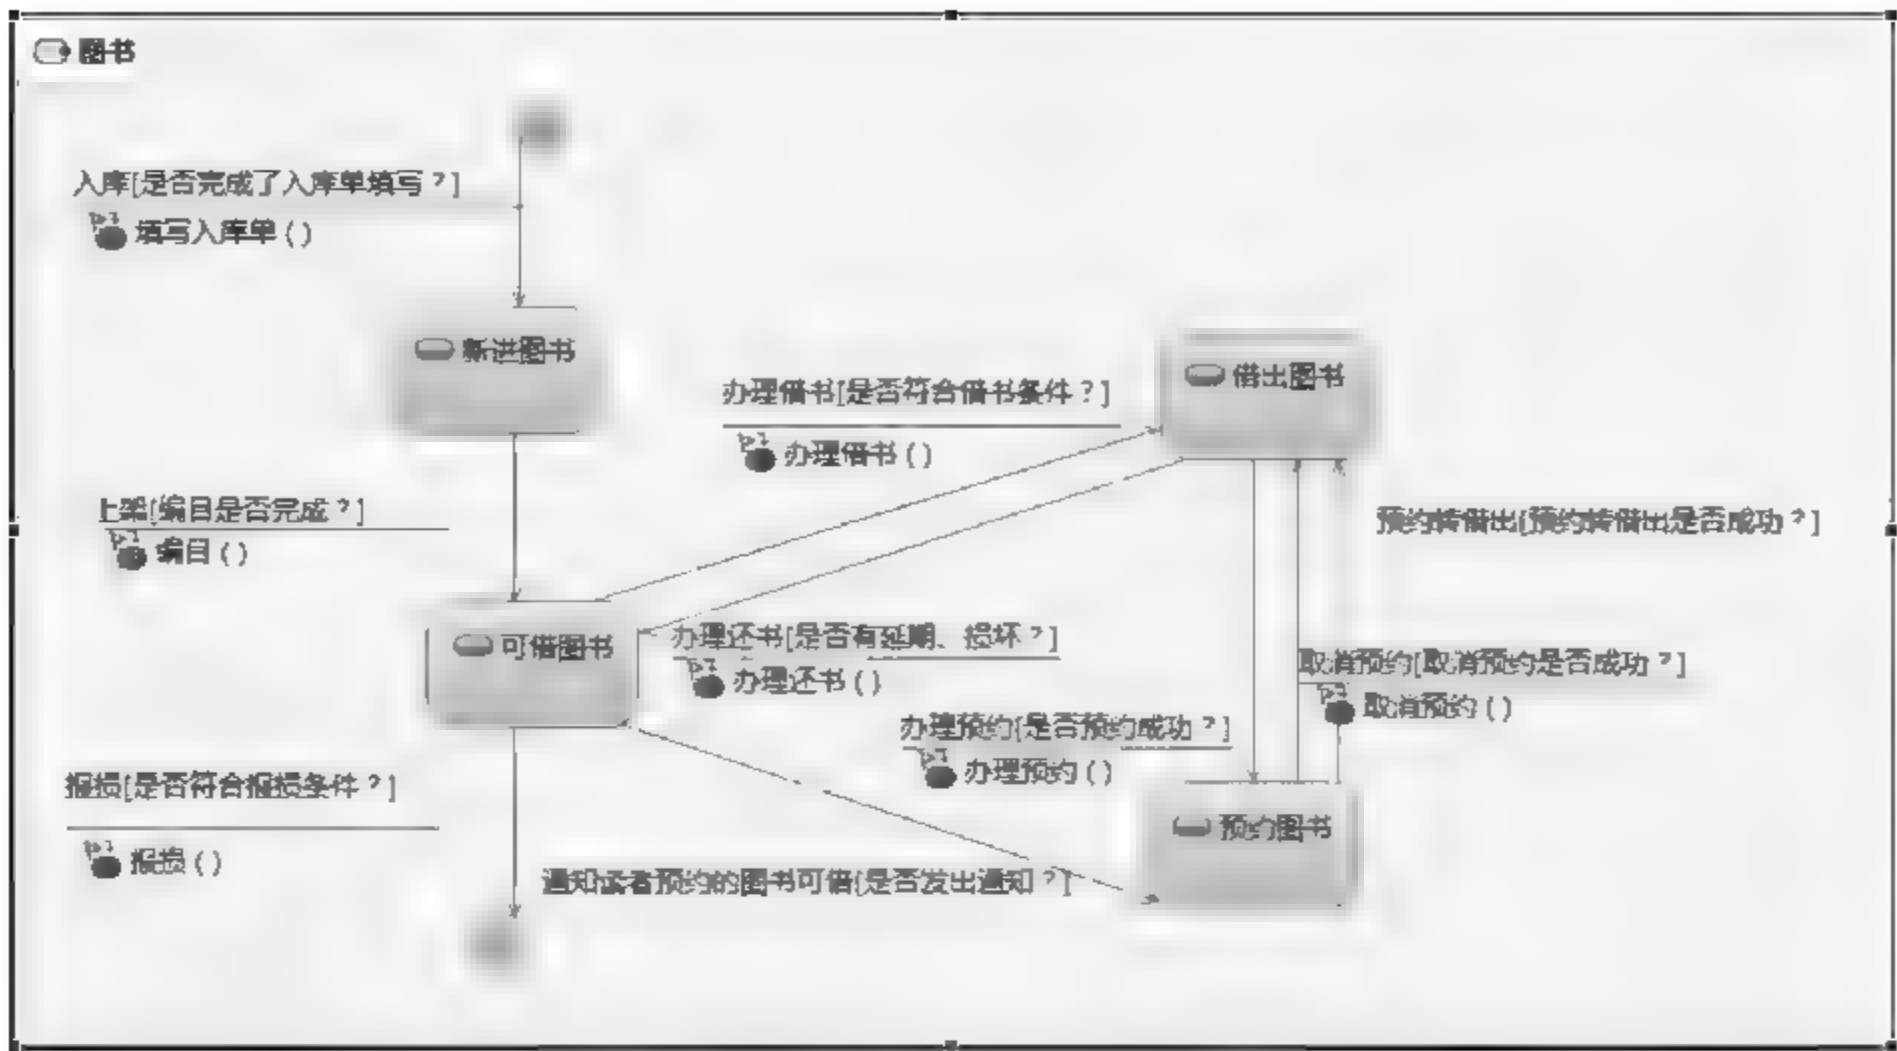 图书
入库[是否完成了入库单填写？]
填写入库单()
新进图书
借出图书
办理借书[是否符合借书条件？]
办理借书()
上架[编目是否完成？]
编目()
预约转借出[预约转借出是否成功？]
可借图书
办理还书[是否有延期、损坏？]
办理还书()
取消预约[取消预约是否成功？]
取消预约()
办理预约[是否预约成功？]
办理预约()
报损[是否符合报损条件？]
报损()
预约图书
通知读者预约的图书可借[是否发出通知？]